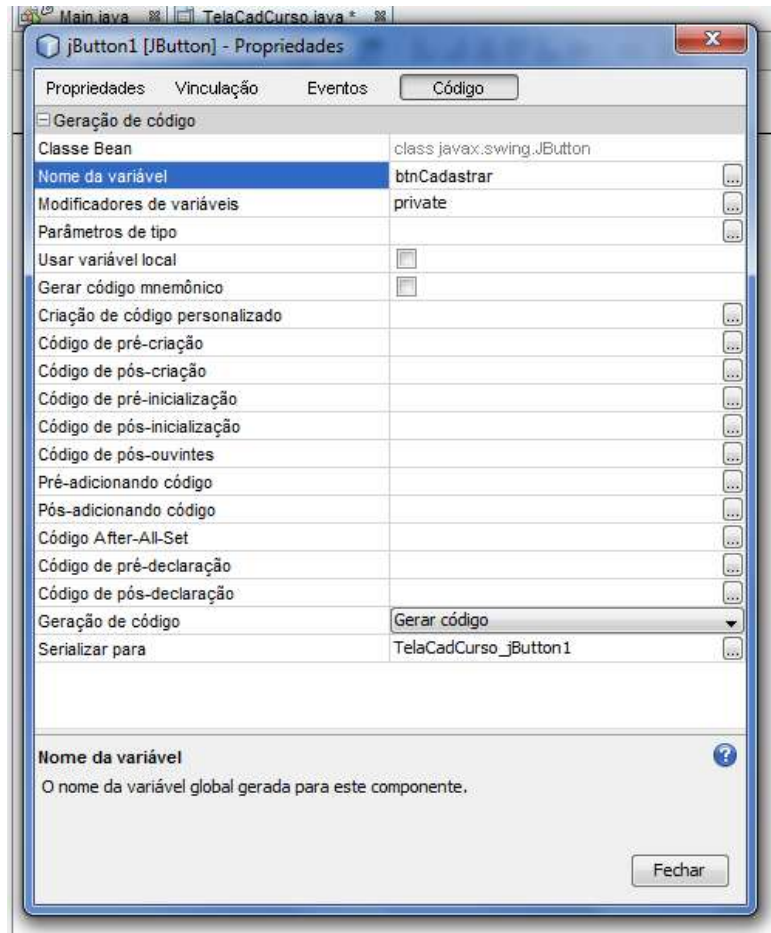 Main.java TelaCadCurso.java *
jButton1 [JButton] - Propriedades
Propriedades Vinculação Eventos Código
Geração de código
Classe Bean class javax.swing.JButton
Nome da variável btnCadastrar ...
Modificadores de variáveis private ...
Parâmetros de tipo ...
Usar variável local
Gerar código mnemônico
Criação de código personalizado ...
Código de pré-criação ...
Código de pós-criação ...
Código de pré-inicialização ...
Código de pós-inicialização ...
Código de pós-ouvintes ...
Pré-adicionando código ...
Pós-adicionando código ...
Código After-All-Set ...
Código de pré-declaração ...
Código de pós-declaração ...
Geração de código Gerar código
Serializar para TelaCadCurso_jButton1 ...
Nome da variável ?
O nome da variável global gerada para este componente.
Fechar